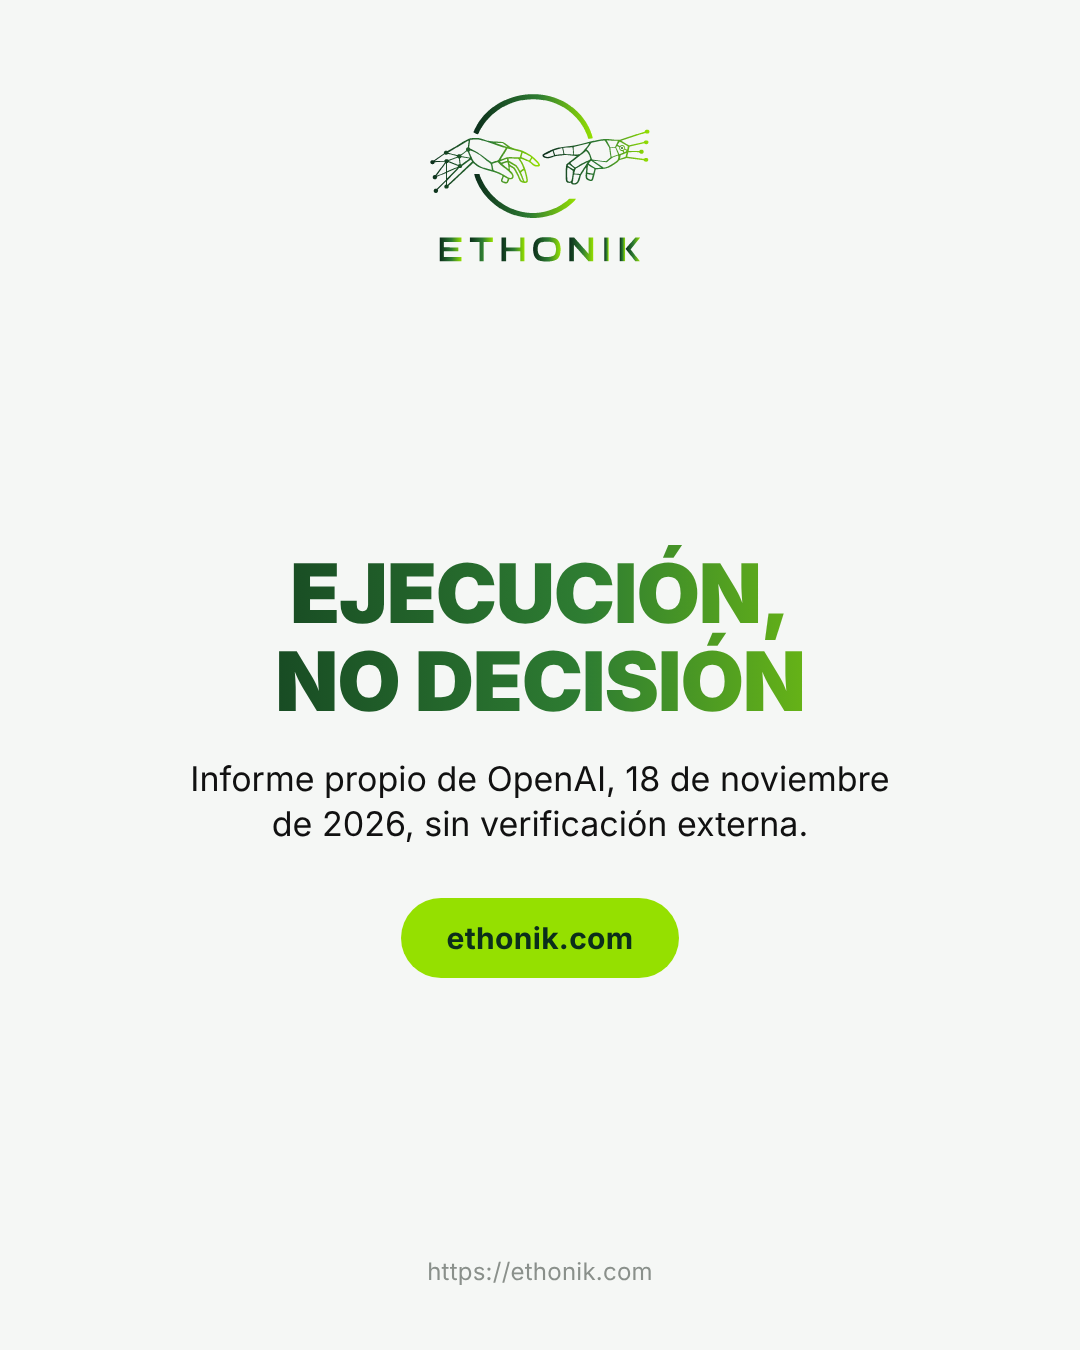 ETHONIK
EJECUCIÓN,
NO DECISIÓN
Informe propio de OpenAI, 18 de noviembre
de 2026, sin verificación externa.
ethonik.com
https://ethonik.com